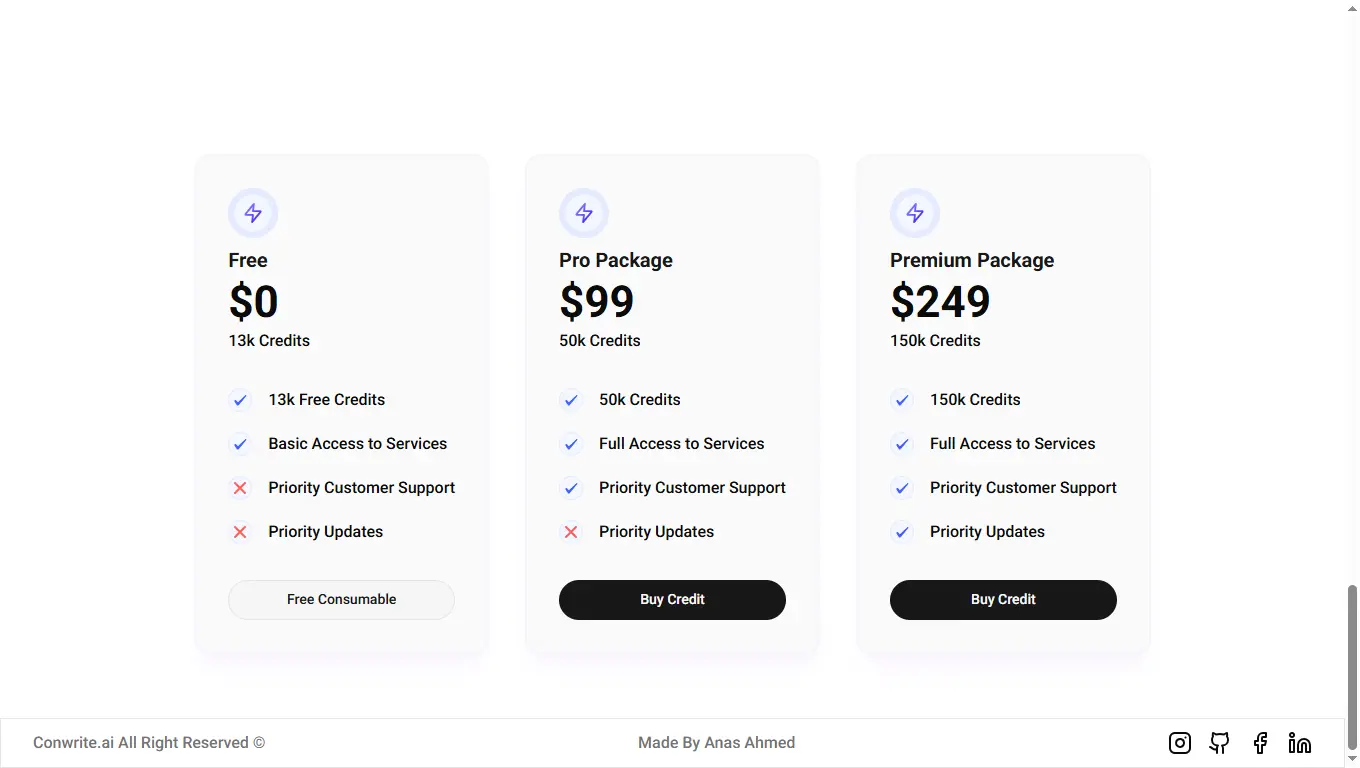 Free
$0
13k Credits
13k Free Credits
Basic Access to Services
Priority Customer Support
Priority Updates
Free Consumable
Pro Package
$99
50k Credits
50k Credits
Full Access to Services
Priority Customer Support
Priority Updates
Buy Credit
Premium Package
$249
150k Credits
150k Credits
Full Access to Services
Priority Customer Support
Priority Updates
Buy Credit
Conwrite.ai All Right Reserved ©
Made By Anas Ahmed